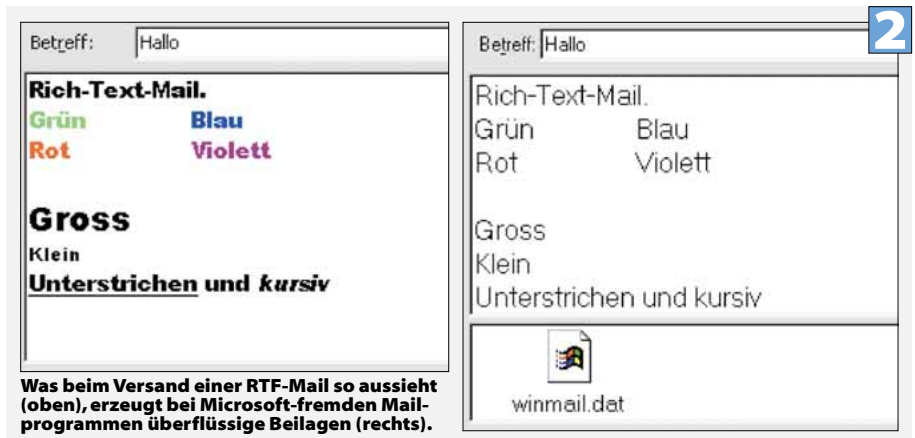 Betreff: Hallo
Rich-Text-Mail.
Grün Blau
Rot Violett
Gross
Klein
Unterstrichen und kursiv
Was beim Versand einer RTF-Mail so aussieht
(oben), erzeugt bei Microsoft-fremden Mail-
programmen überflüssige Beilagen (rechts).
2
Betreff: Hallo
Rich-Text-Mail.
Grün Blau
Rot Violett
Gross
Klein
Unterstrichen und kursiv
winmail.dat